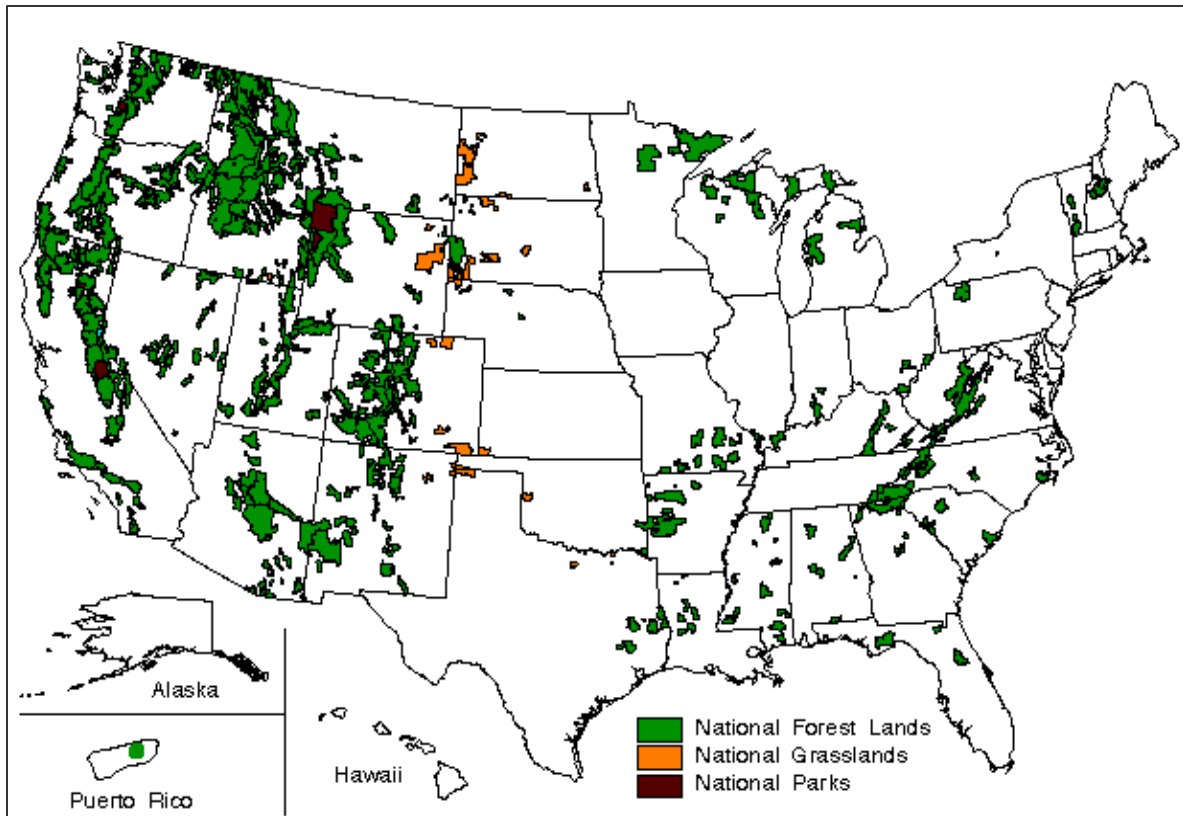 Alaska
Puerto Rico
Hawaii
National Forest Lands
National Grasslands
National Parks